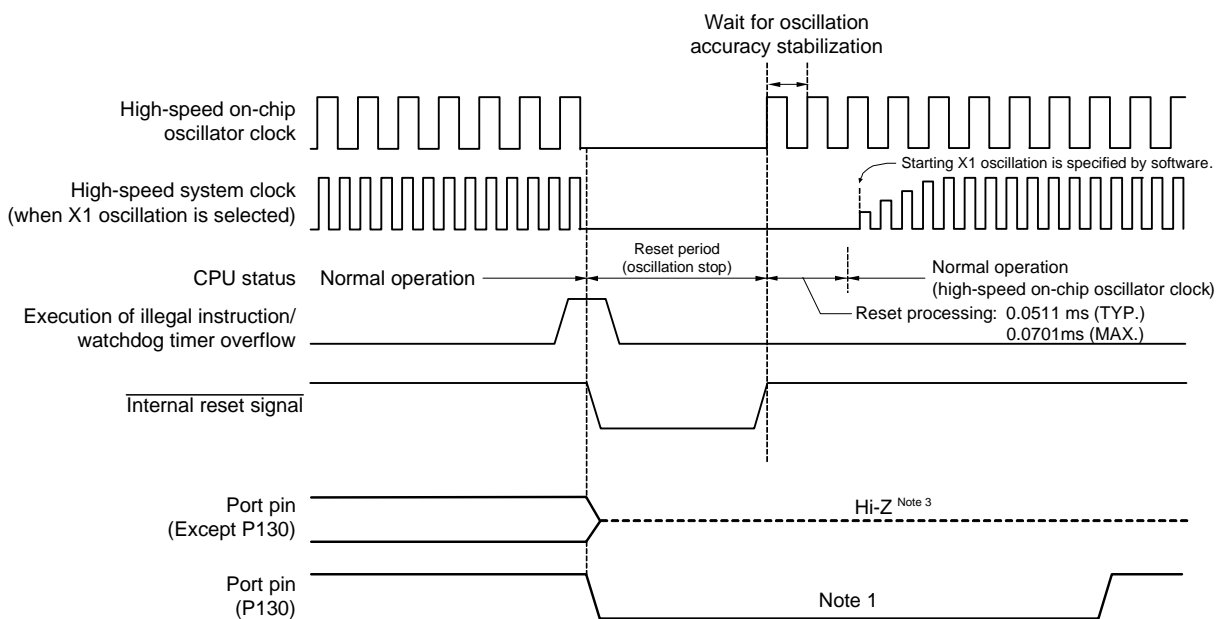 Wait for oscillation
accuracy stabilization
High-speed on-chip
oscillator clock
Starting X1 oscillation is specified by software.
High-speed system clock
(when X1 oscillation is selected)
Reset period
(oscillation stop)
CPU status
Normal operation
Normal operation
(high-speed on-chip oscillator clock)
Execution of illegal instruction/
watchdog timer overflow
Reset processing: 0.0511 ms (TYP.)
0.0701ms (MAX.)
Internal reset signal
Port pin
(Except P130)
Hi-Z Note 3
Port pin
(P130)
Note 1